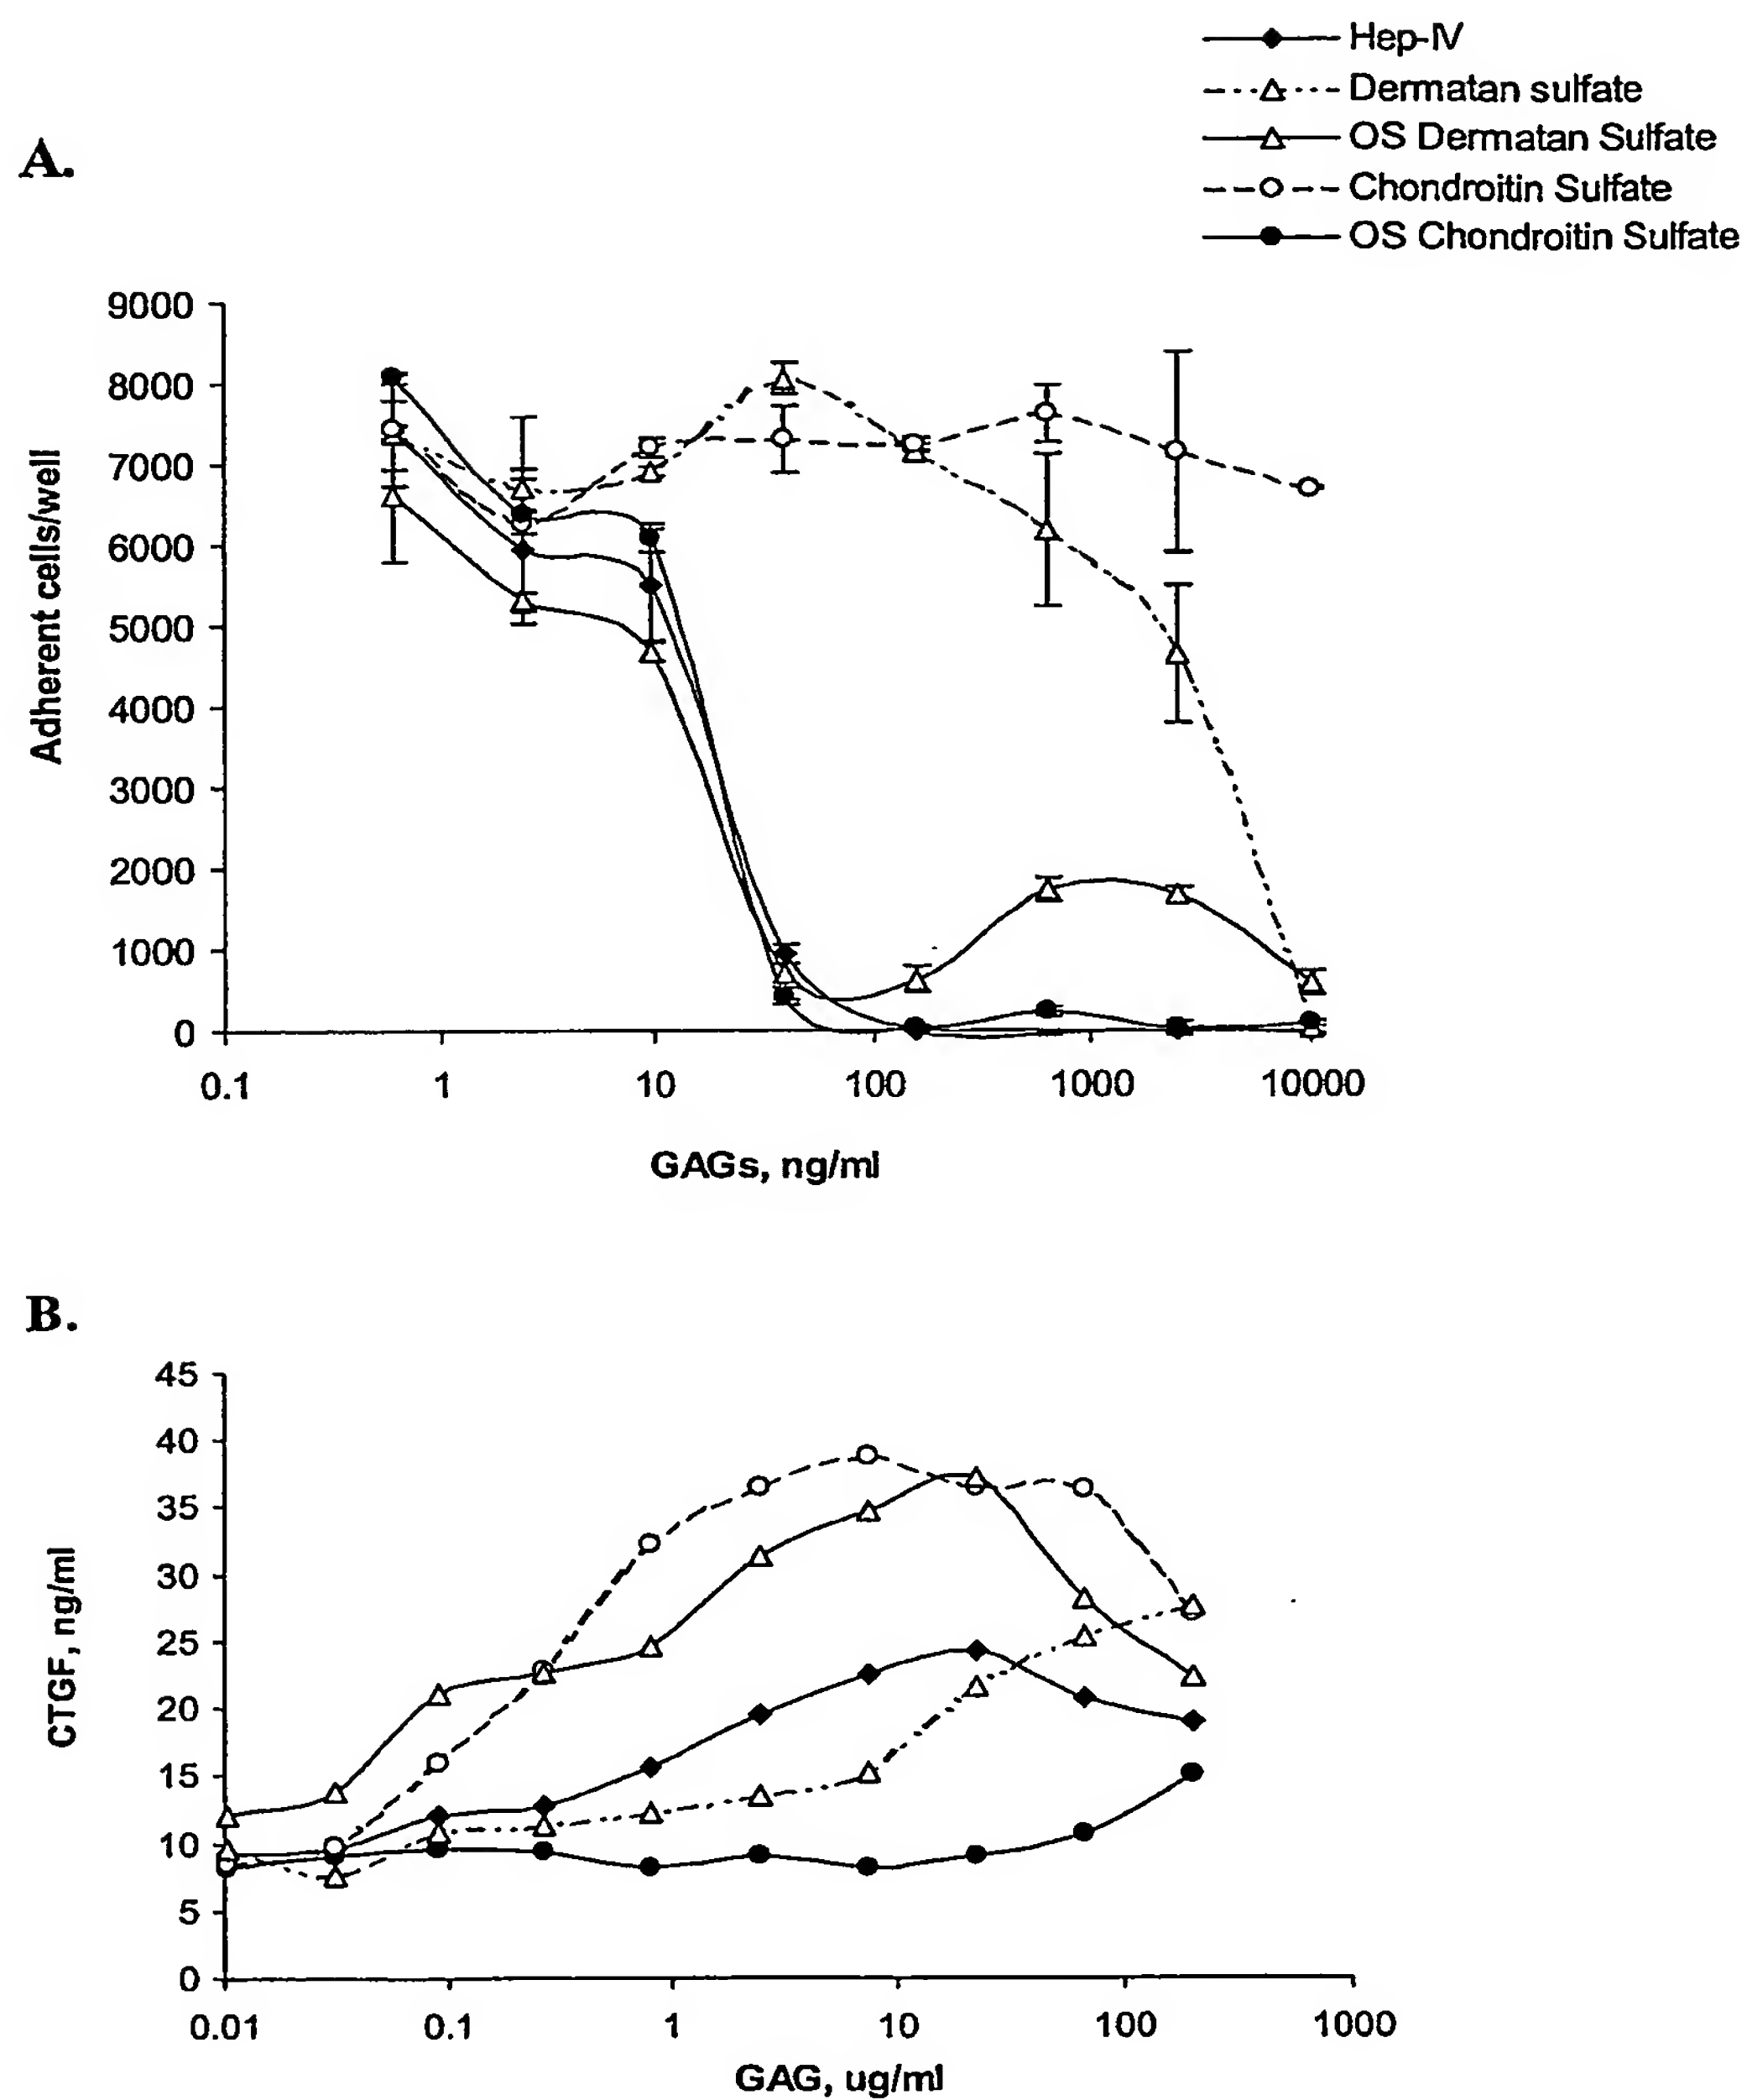 Hep-IV
Dermatan sulfate
OS Dermatan Sulfate
Chondroitin Sulfate
OS Chondroitin Sulfate
A.
9000
8000
7000
6000
5000
4000
3000
2000
1000
0
Adherent cells/well
0.1 1 10 100 1000 10000
GAGs, ng/ml
B.
45
40
35
30
25
20
15
10
5
0
CTGF, ng/ml
0.01 0.1 1 10 100 1000
GAG, ug/ml